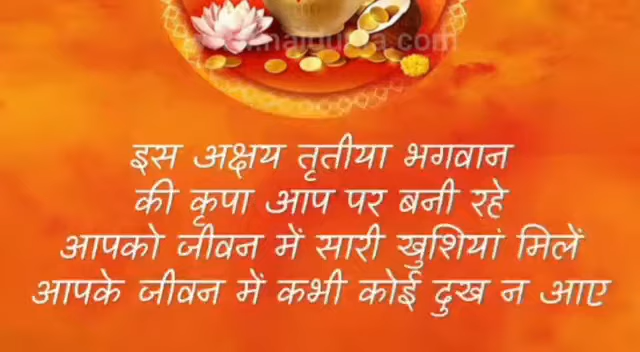 इस अक्षय तृतीया भगवान
की कृपा आप पर बनी रहे
आपको जीवन में सारी खुशियां मिलें
आपके जीवन में कभी कोई दुख न आए